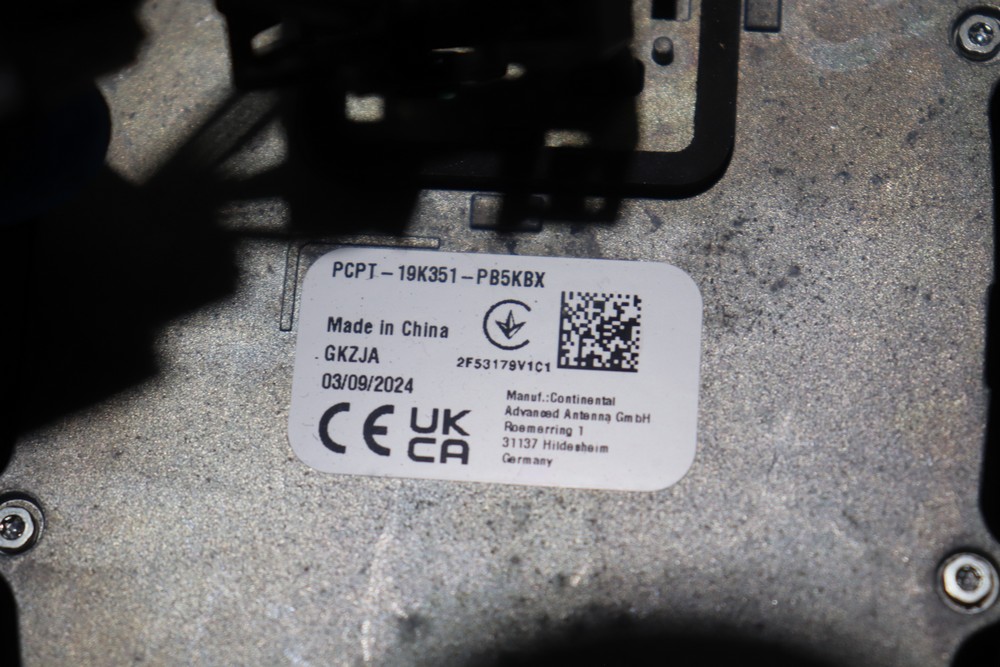 PCPT-19K351-PB5KBX
Made in China
GKZJA
2F53179V1C1
03/09/2024
CE UK CA
Manuf.:Continental
Advanced Antenna GmbH
Roemerring 1
31137 Hildesheim
Germany